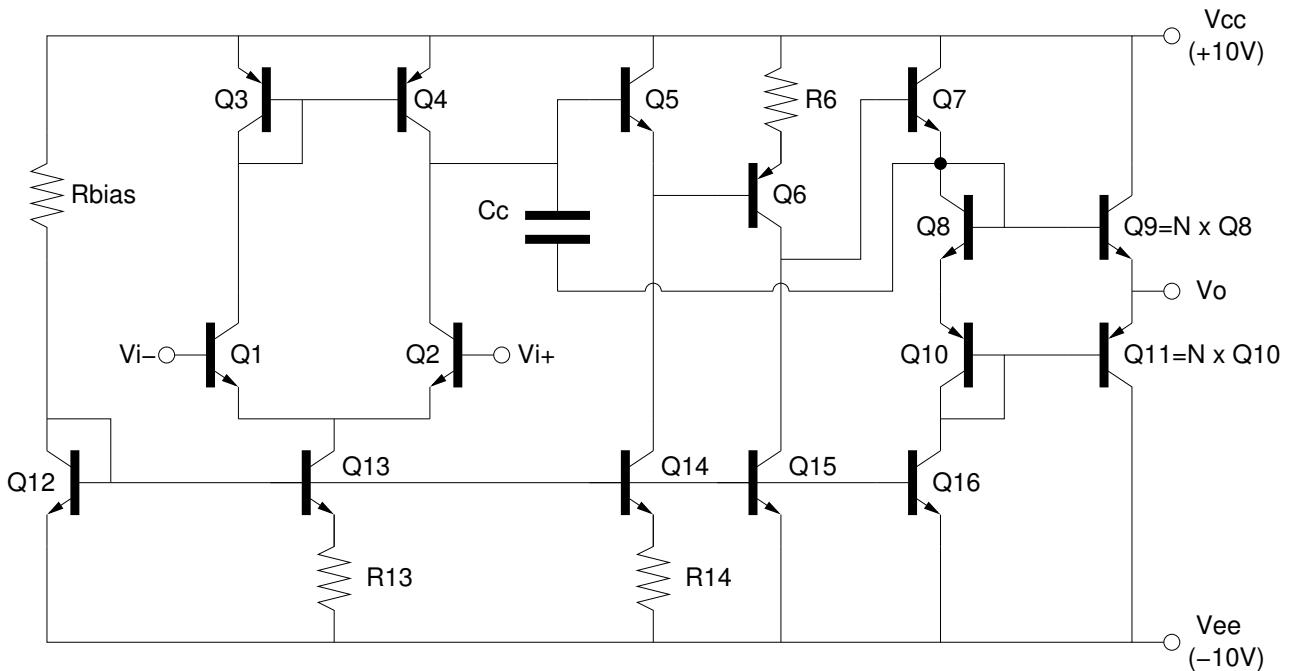 Vcc
(+10V)
Q3
Q4
Q5
R6
Q7
Rbias
Cc
Q6
Q8
Q9=N x Q8
Vo
Vi−
Q1
Q2
Vi+
Q10
Q11=N x Q10
Q12
Q13
Q14
Q15
Q16
R13
R14
Vee
(−10V)